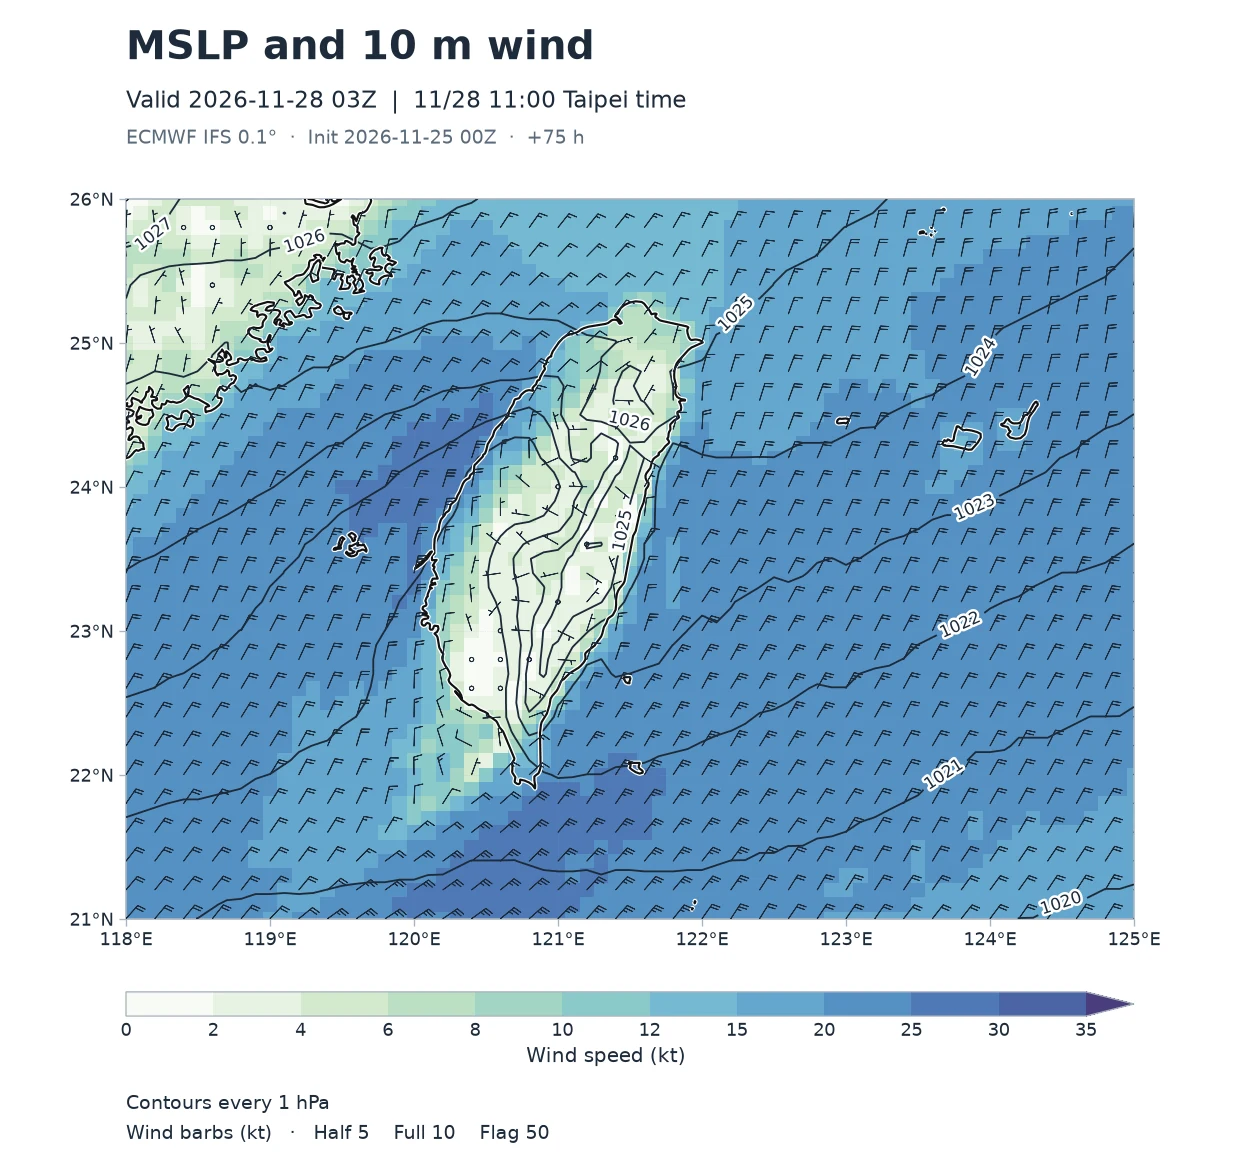 MSLP and 10 m wind
Valid 2026-11-28 03Z | 11/28 11:00 Taipei time
ECMWF IFS 0.1° · Init 2026-11-25 00Z · +75 h
26°N
25°N
24°N
23°N
22°N
21°N
1027
1026
1025
1024
1026
1025
1023
1022
1021
1020
118°E 119°E 120°E 121°E 122°E 123°E 124°E 125°E
0 2 4 6 8 10 12 15 20 25 30 35
Wind speed (kt)
Contours every 1 hPa
Wind barbs (kt) · Half 5 Full 10 Flag 50